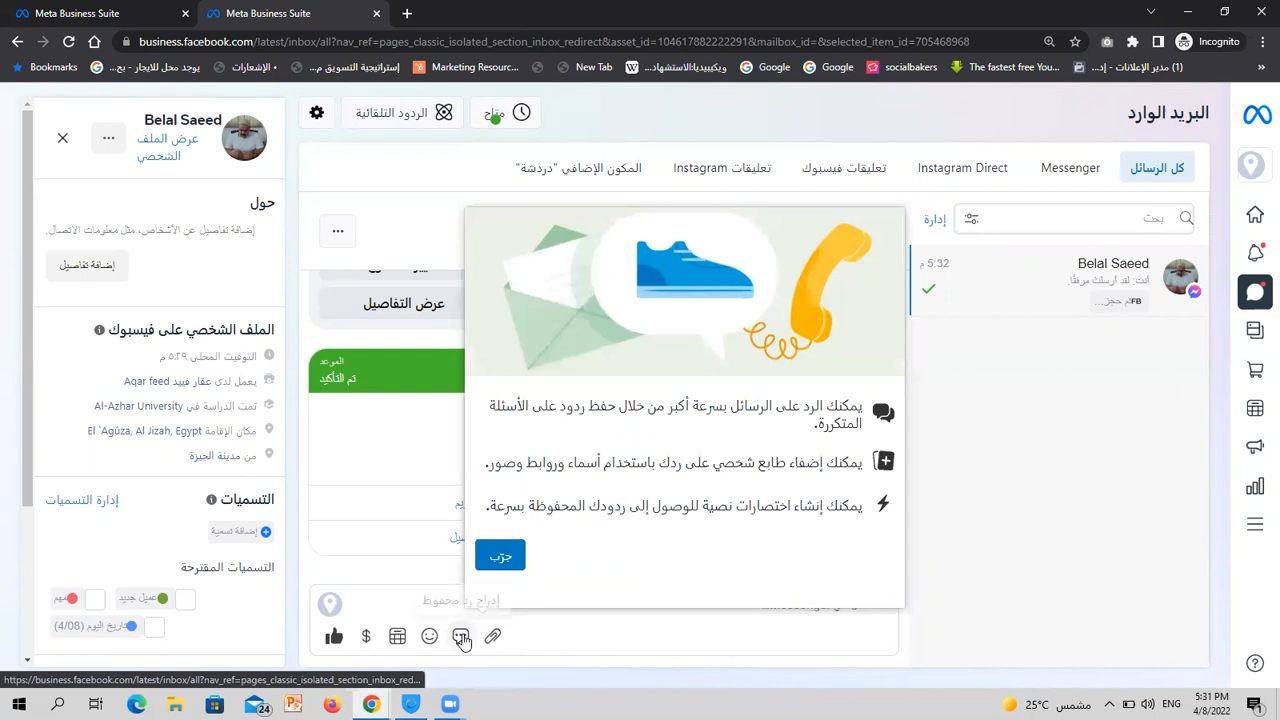 Meta Business Suite
Meta Business Suite
business.facebook.com/latest/inbox/all?nav_ref=pages_classic_isolated_section_inbox_redirect&asset_id=104617882222291&mailbox_id=&selected_item_id=705468968
Incognito
Bookmarks
يوجد محل للايجار - بح...
الإشعارات •
إستراتيجية التسويق م...
Marketing Resourc...
New Tab
ويكيبيديا:الاستشهاد...
Google
Google
socialbakers
The fastest free You...
(1) مدير الإعلانات - إد...
البريد الوارد
متاح
الردود التلقائية
كل الرسائل
Messenger
Instagram Direct
تعليقات فيسبوك
تعليقات Instagram
المكون الإضافي "دردشة"
بحث
إدارة
Belal Saeed
5:32 م
أنت: لقد أرسلت مرفقًا.
FBتم حجز...
Belal Saeed
عرض الملف
الشخصي
حول
إضافة تفاصيل عن الأشخاص، مثل معلومات الاتصال.
إضافة تفاصيل
الملف الشخصي على فيسبوك
التوقيت المحلي ٥:٢٩ م
يعمل لدى عقار فييد Aqar feed
تمت الدراسة في Al-Azhar University
مكان الإقامة El `Agûza, Al Jizah, Egypt
من مدينة الجيزة
التسميات
إدارة التسميات
إضافة تسمية
التسميات المقترحة
عميل جديد
مهم
تاريخ اليوم (4/08)
عرض التفاصيل
الموعد
تم التأكيد
يمكنك الرد على الرسائل بسرعة أكبر من خلال حفظ ردود على الأسئلة
المتكررة.
يمكنك إضفاء طابع شخصي على ردك باستخدام أسماء وروابط وصور.
يمكنك إنشاء اختصارات نصية للوصول إلى ردودك المحفوظة بسرعة.
جرّب
إدراج رد محفوظ
https://business.facebook.com/latest/inbox/all?nav_ref=pages_classic_isolated_section_inbox_red...
24
25°C
مشمس
ENG
5:31 PM
4/8/2022
1